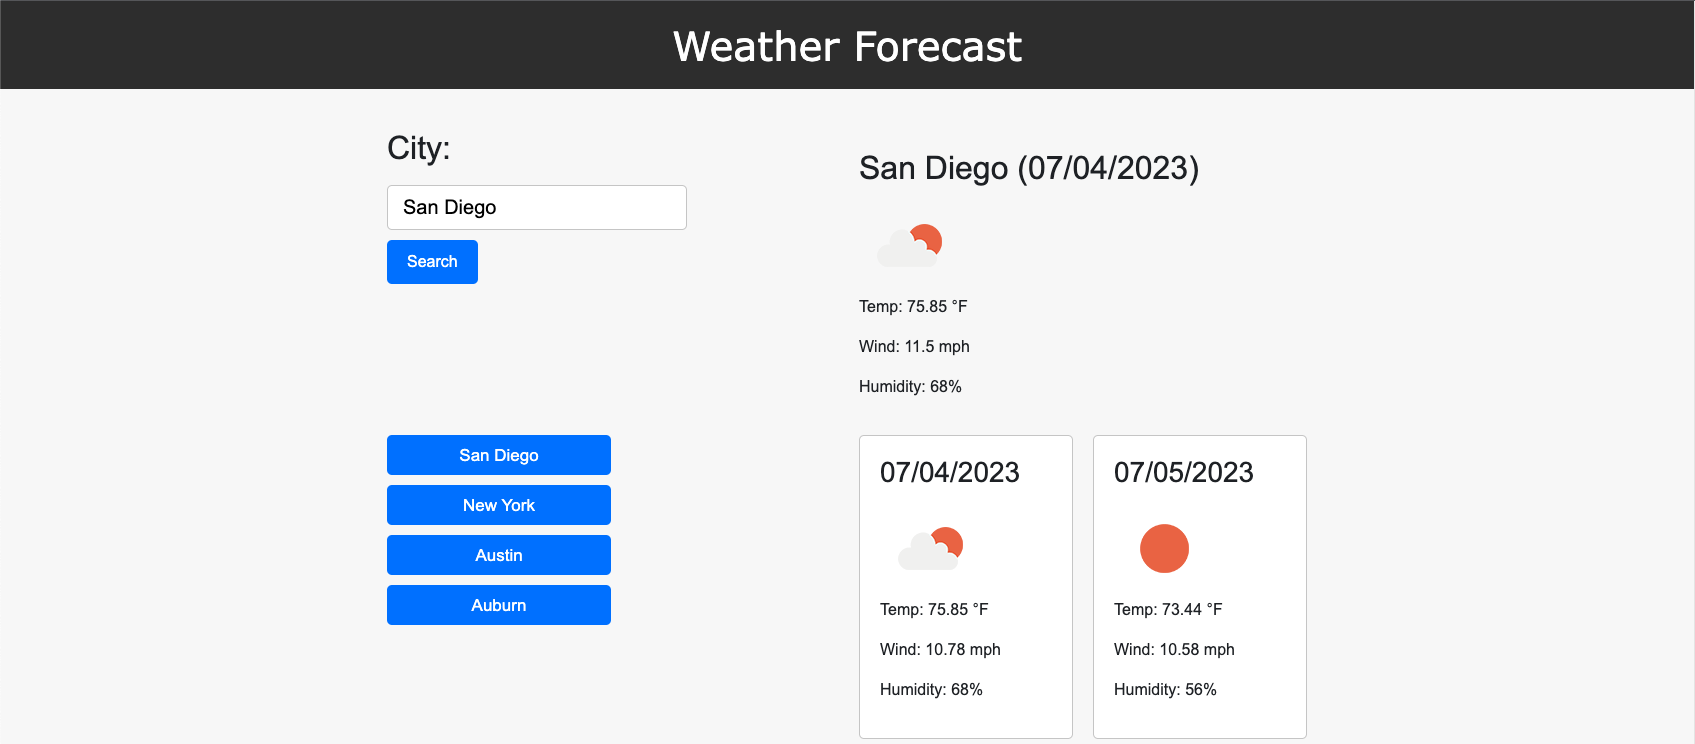 Weather Forecast
City:
San Diego
Search
San Diego
New York
Austin
Auburn
San Diego (07/04/2023)
Temp: 75.85 °F
Wind: 11.5 mph
Humidity: 68%
07/04/2023
Temp: 75.85 °F
Wind: 10.78 mph
Humidity: 68%
07/05/2023
Temp: 73.44 °F
Wind: 10.58 mph
Humidity: 56%